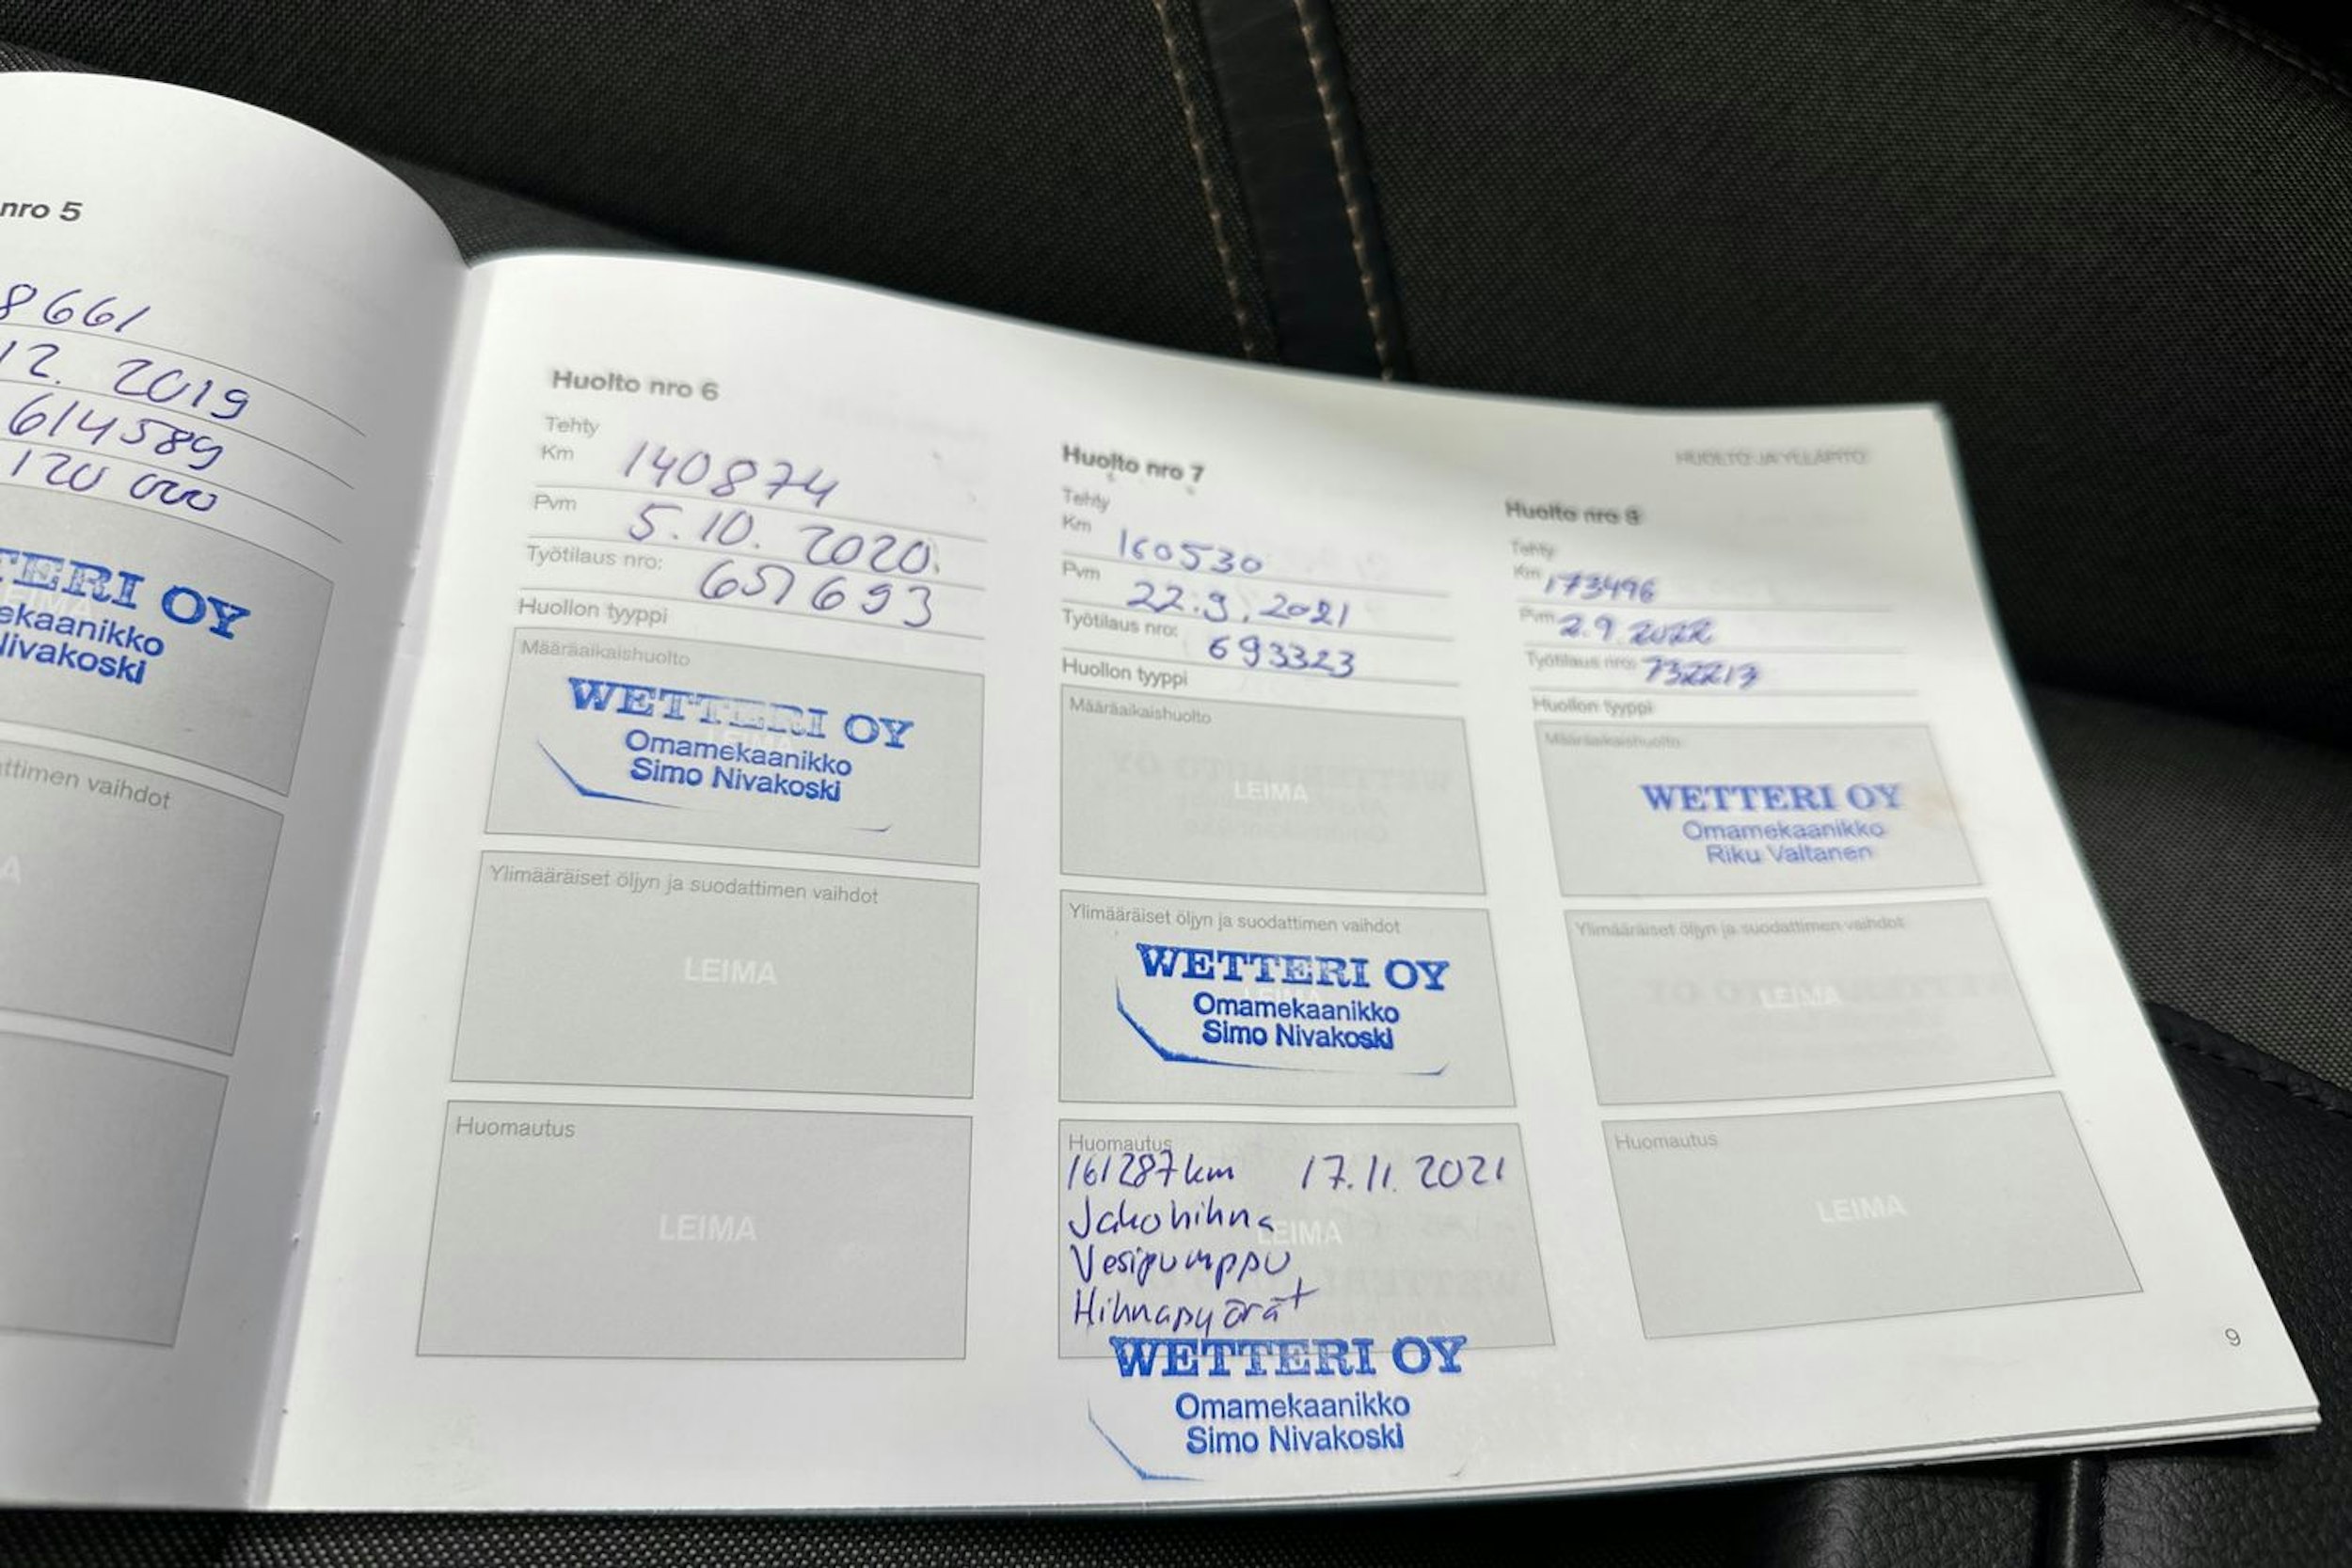 nro 5
8661
12. 2019
614589
120 000
TERI OY
ekaanikko
Nivakoski
ttimen vaihdot
Huolto nro 6
Tehty
Km 140874
Pvm 5.10.2020.
Työtilaus nro: 651693
Huollon tyyppi
Määräaikaishuolto
WETTERI OY
Omamekaanikko
Simo Nivakoski
Ylimääräiset öljyn ja suodattimen vaihdot
LEIMA
Huomautus
LEIMA
Huolto nro 7
Tehty
Km 160530
Pvm 22.9.2021
Työtilaus nro: 693323
Huollon tyyppi
Määräaikaishuolto
LEIMA
Ylimääräiset öljyn ja suodattimen vaihdot
WETTERI OY
Omamekaanikko
Simo Nivakoski
Huomautus
161287km 17.11.2021
Jakohihna
LEIMA
Vesipumppu
Hihnapyörät
WETTERI OY
Omamekaanikko
Simo Nivakoski
HUOLTO JA YLLÄPITO
Huolto nro 8
Tehty
Km 173496
Pvm 2.9.2022
Työtilaus nro: 732213
Huollon tyyppi
Määräaikaishuolto
WETTERI OY
Omamekaanikko
Riku Valtanen
Ylimääräiset öljyn ja suodattimen vaihdot
LEIMA
Huomautus
LEIMA
9